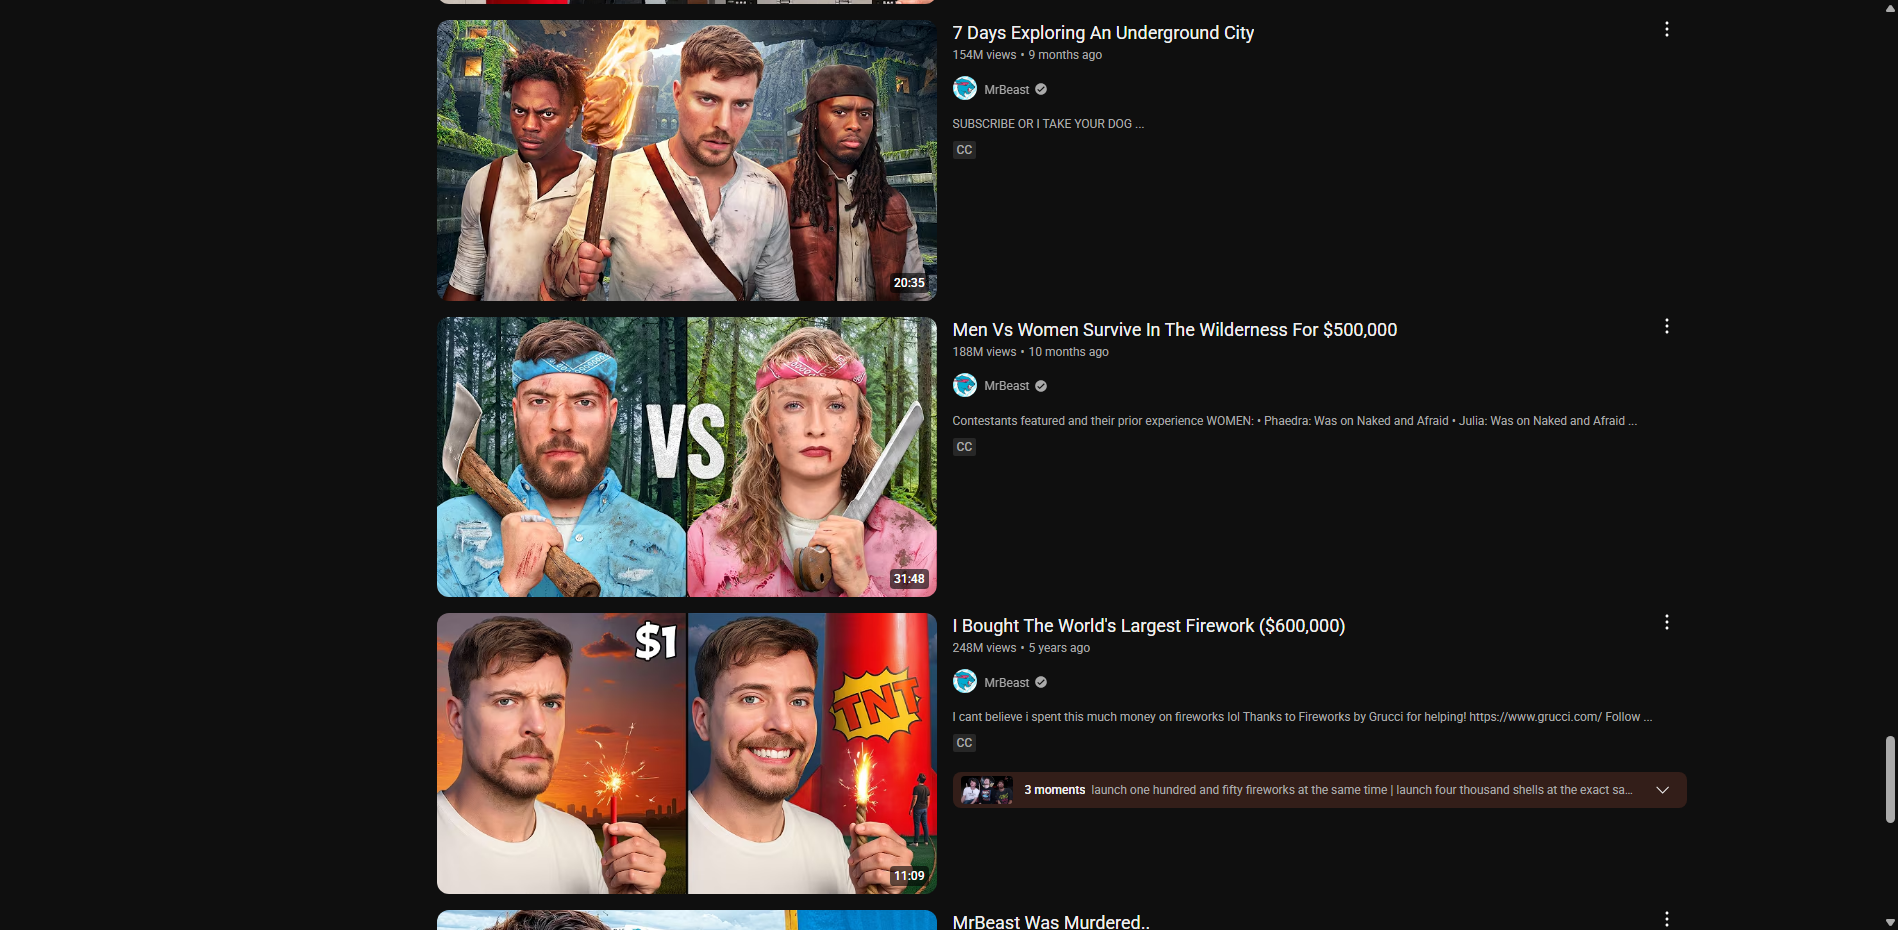 7 Days Exploring An Underground City
154M views • 9 months ago
MrBeast
SUBSCRIBE OR I TAKE YOUR DOG ...
CC
20:35
Men Vs Women Survive In The Wilderness For $500,000
188M views • 10 months ago
MrBeast
Contestants featured and their prior experience WOMEN: • Phaedra: Was on Naked and Afraid • Julia: Was on Naked and Afraid ...
CC
VS
31:48
$1
TNT
I Bought The World's Largest Firework ($600,000)
248M views • 5 years ago
MrBeast
I cant believe i spent this much money on fireworks lol Thanks to Fireworks by Grucci for helping! https://www.grucci.com/ Follow ...
CC
3 moments launch one hundred and fifty fireworks at the same time | launch four thousand shells at the exact sa...
11:09
MrBeast Was Murdered..